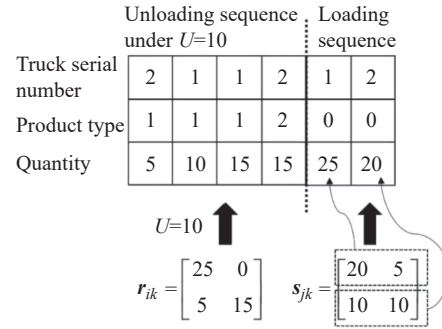 Unloading sequence
under U=10
Loading
sequence
Truck serial
number
2 1 1 2 1 2
Product type
1 1 1 2 0 0
Quantity
5 10 15 15 25 20
U=10
r_ik = [25 0
5 15]
s_jk = [20 5
10 10]